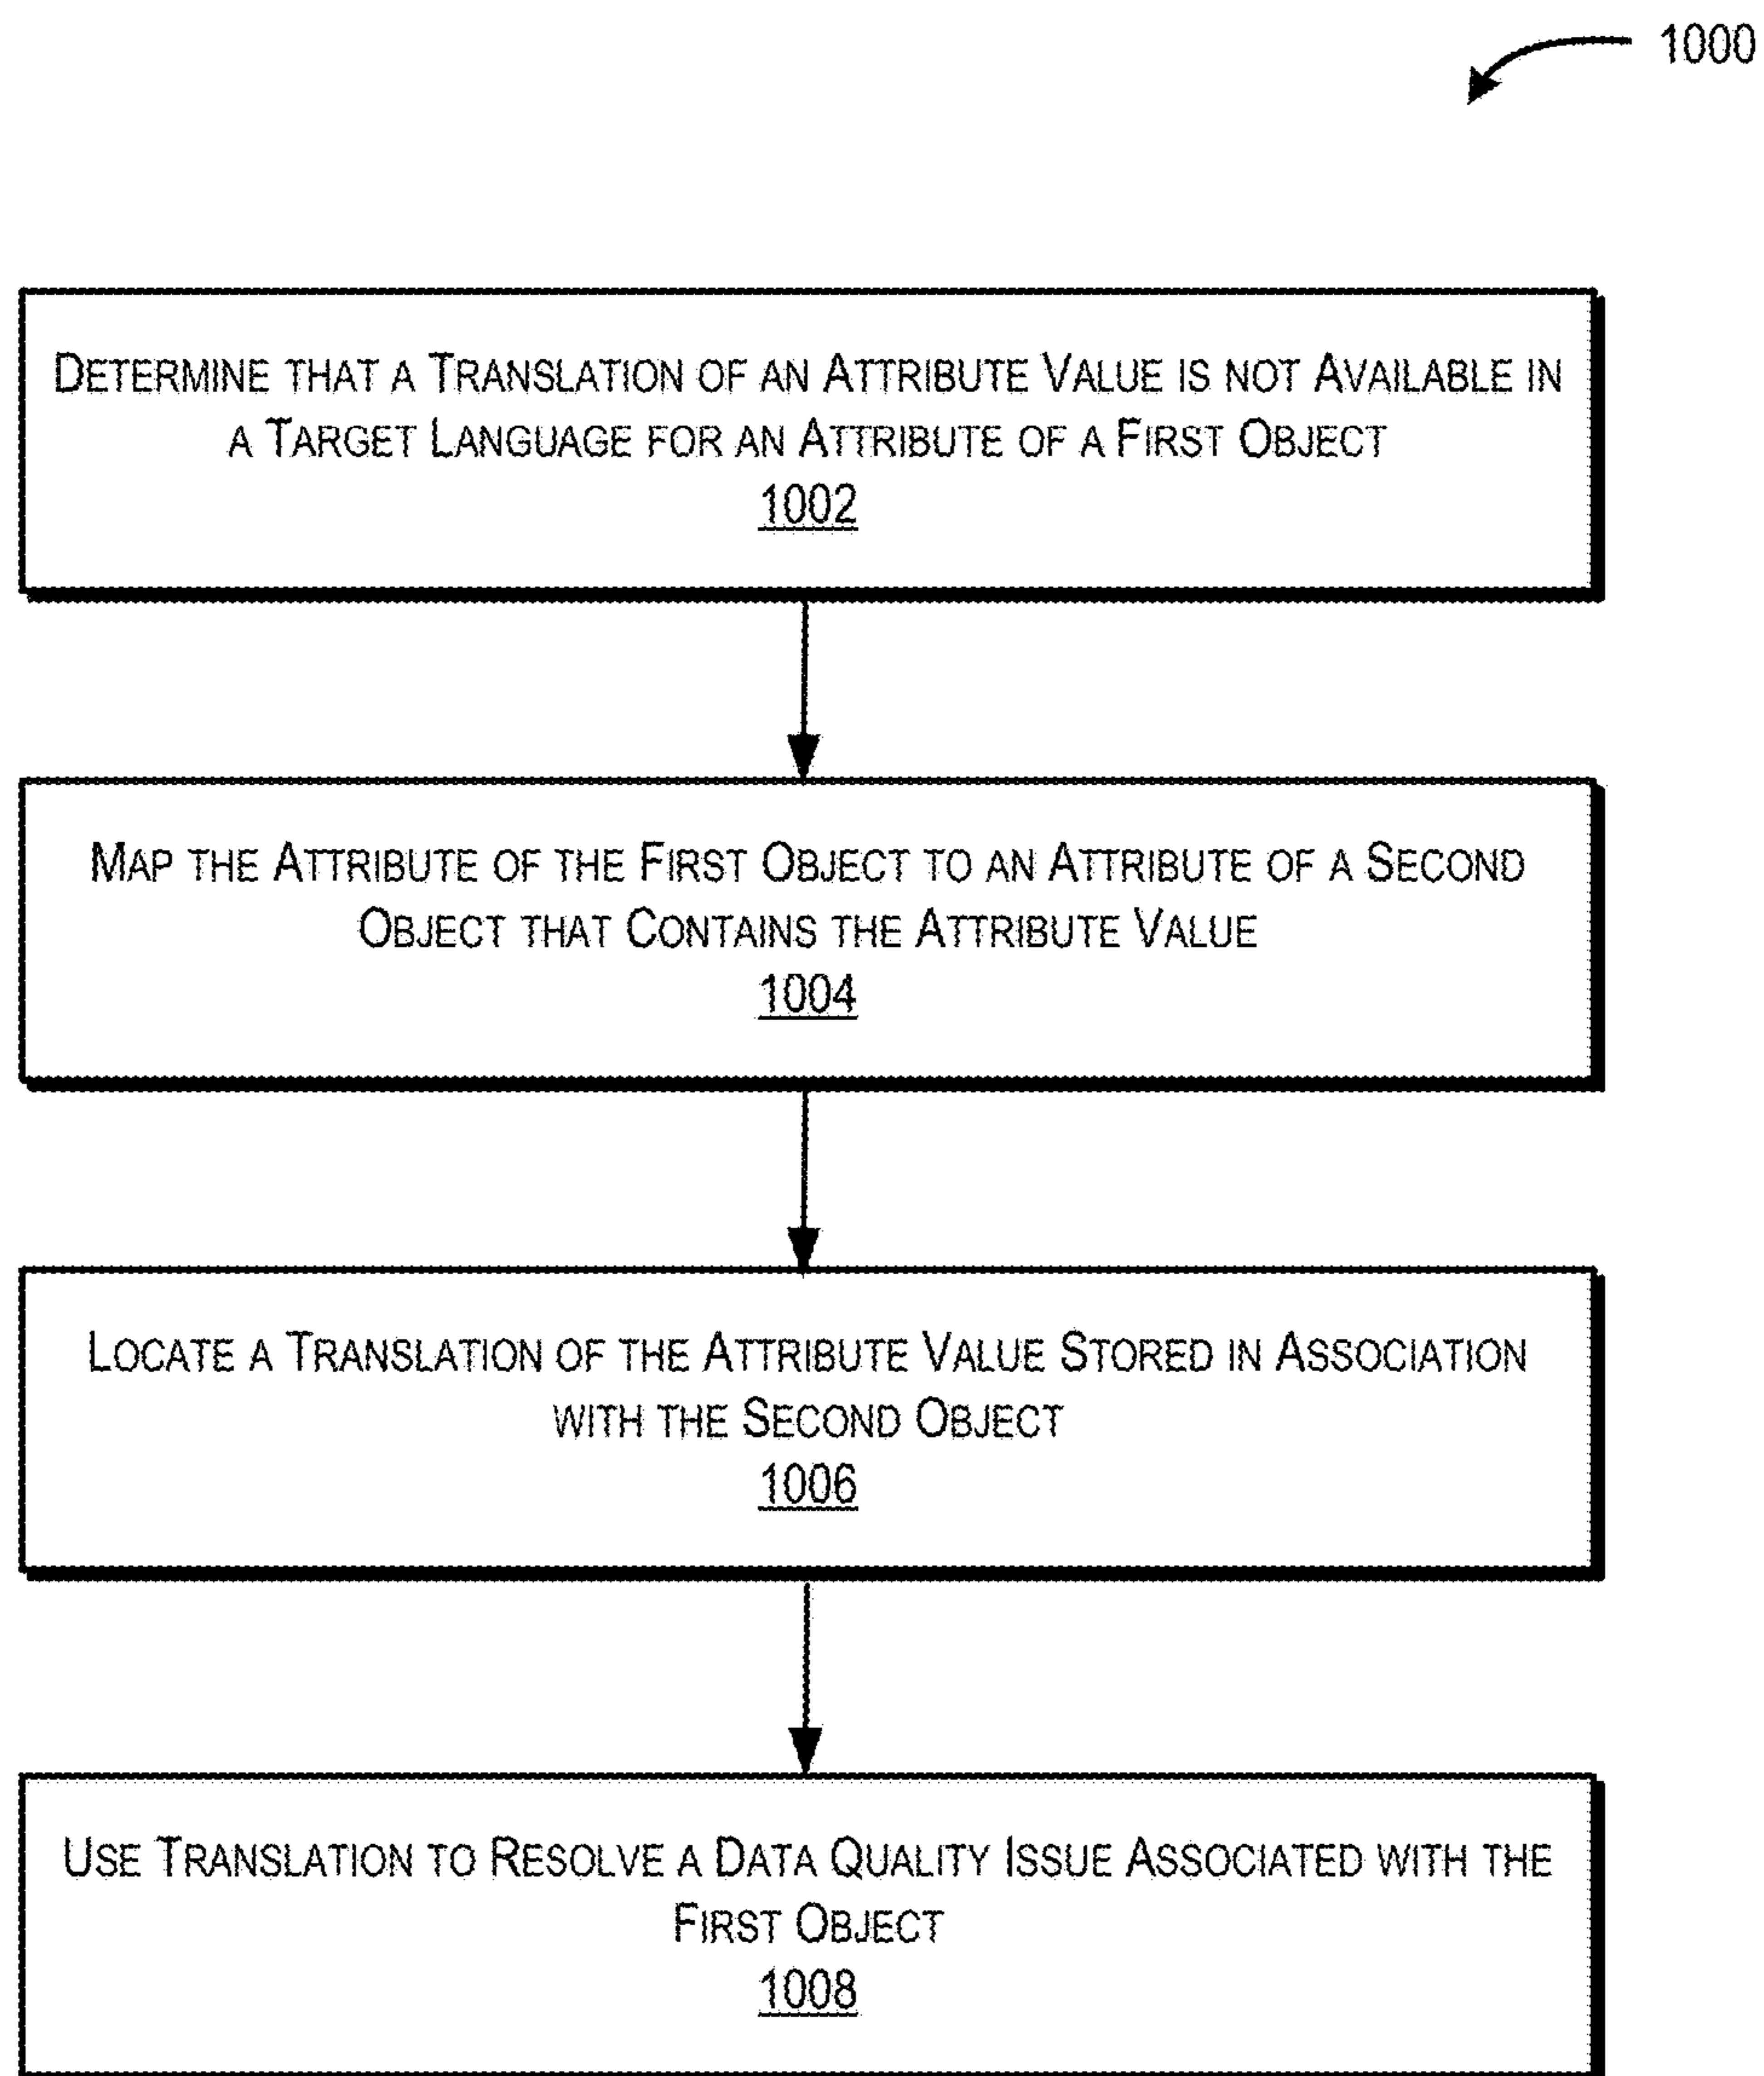 1000
DETERMINE THAT A TRANSLATION OF AN ATTRIBUTE VALUE IS NOT AVAILABLE IN
A TARGET LANGUAGE FOR AN ATTRIBUTE OF A FIRST OBJECT
1002
MAP THE ATTRIBUTE OF THE FIRST OBJECT TO AN ATTRIBUTE OF A SECOND
OBJECT THAT CONTAINS THE ATTRIBUTE VALUE
1004
LOCATE A TRANSLATION OF THE ATTRIBUTE VALUE STORED IN ASSOCIATION
WITH THE SECOND OBJECT
1006
USE TRANSLATION TO RESOLVE A DATA QUALITY ISSUE ASSOCIATED WITH THE
FIRST OBJECT
1008